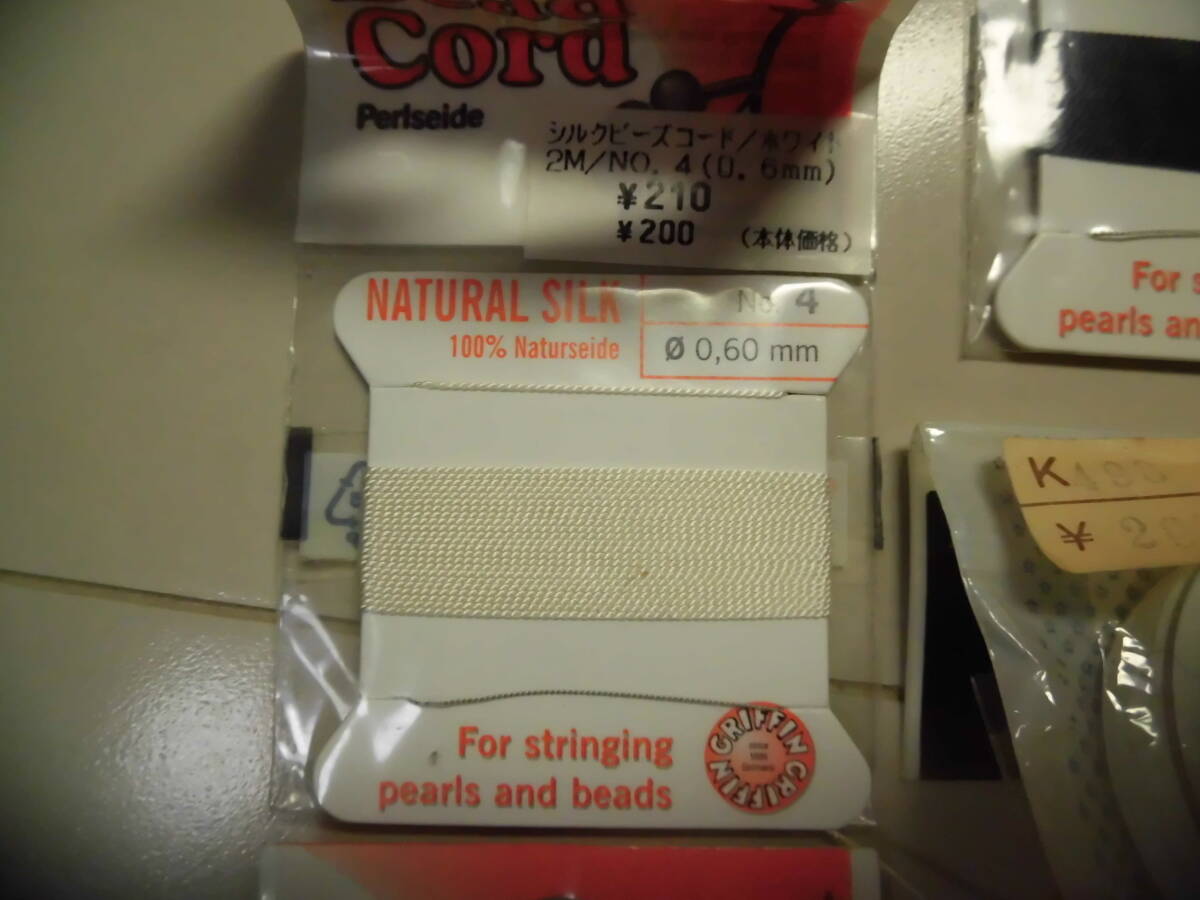 Cord
Perlseide
シルクビーズコード/ホワイト
2M/NO. 4(0. 6mm)
¥210
¥200 (本体価格)
NATURAL SILK
No. 4
100% Naturseide
Ø 0,60 mm
For stringing
pearls and beads
GRIFFIN GRIFFIN
For
pearls
K
¥